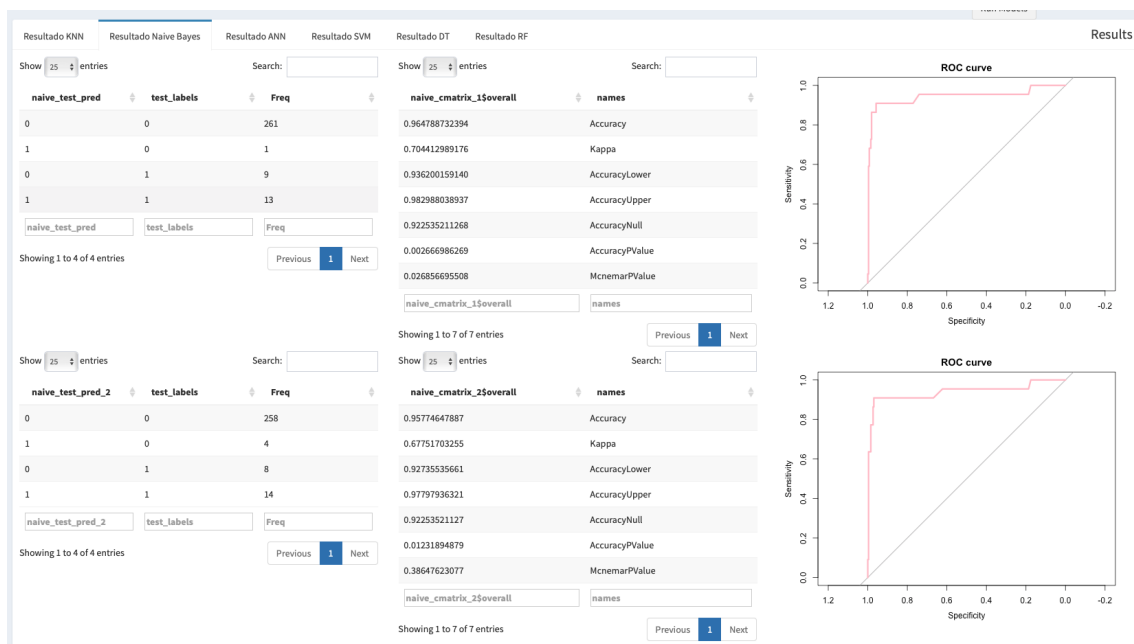 Run Models
Resultado KNN Resultado Naive Bayes Resultado ANN Resultado SVM Resultado DT Resultado RF Results
Show 25 entries Search:
naive_test_pred test_labels Freq
0 0 261
1 0 1
0 1 9
1 1 13
naive_test_pred test_labels Freq
Showing 1 to 4 of 4 entries Previous 1 Next
Show 25 entries Search:
naive_cmatrix_1$overall names
0.964788732394 Accuracy
0.704412989176 Kappa
0.936200159140 AccuracyLower
0.982988038937 AccuracyUpper
0.922535211268 AccuracyNull
0.002666986269 AccuracyPValue
0.026856695508 McnemarPValue
naive_cmatrix_1$overall names
Showing 1 to 7 of 7 entries Previous 1 Next
ROC curve
Sensitivity
1.0
0.8
0.6
0.4
0.2
0.0
1.2 1.0 0.8 0.6 0.4 0.2 0.0 -0.2
Specificity
Show 25 entries Search:
naive_test_pred_2 test_labels Freq
0 0 258
1 0 4
0 1 8
1 1 14
naive_test_pred_2 test_labels Freq
Showing 1 to 4 of 4 entries Previous 1 Next
Show 25 entries Search:
naive_cmatrix_2$overall names
0.95774647887 Accuracy
0.67751703255 Kappa
0.92735535661 AccuracyLower
0.97797936321 AccuracyUpper
0.92253521127 AccuracyNull
0.01231894879 AccuracyPValue
0.38647623077 McnemarPValue
naive_cmatrix_2$overall names
Showing 1 to 7 of 7 entries Previous 1 Next
ROC curve
Sensitivity
1.0
0.8
0.6
0.4
0.2
0.0
1.2 1.0 0.8 0.6 0.4 0.2 0.0 -0.2
Specificity